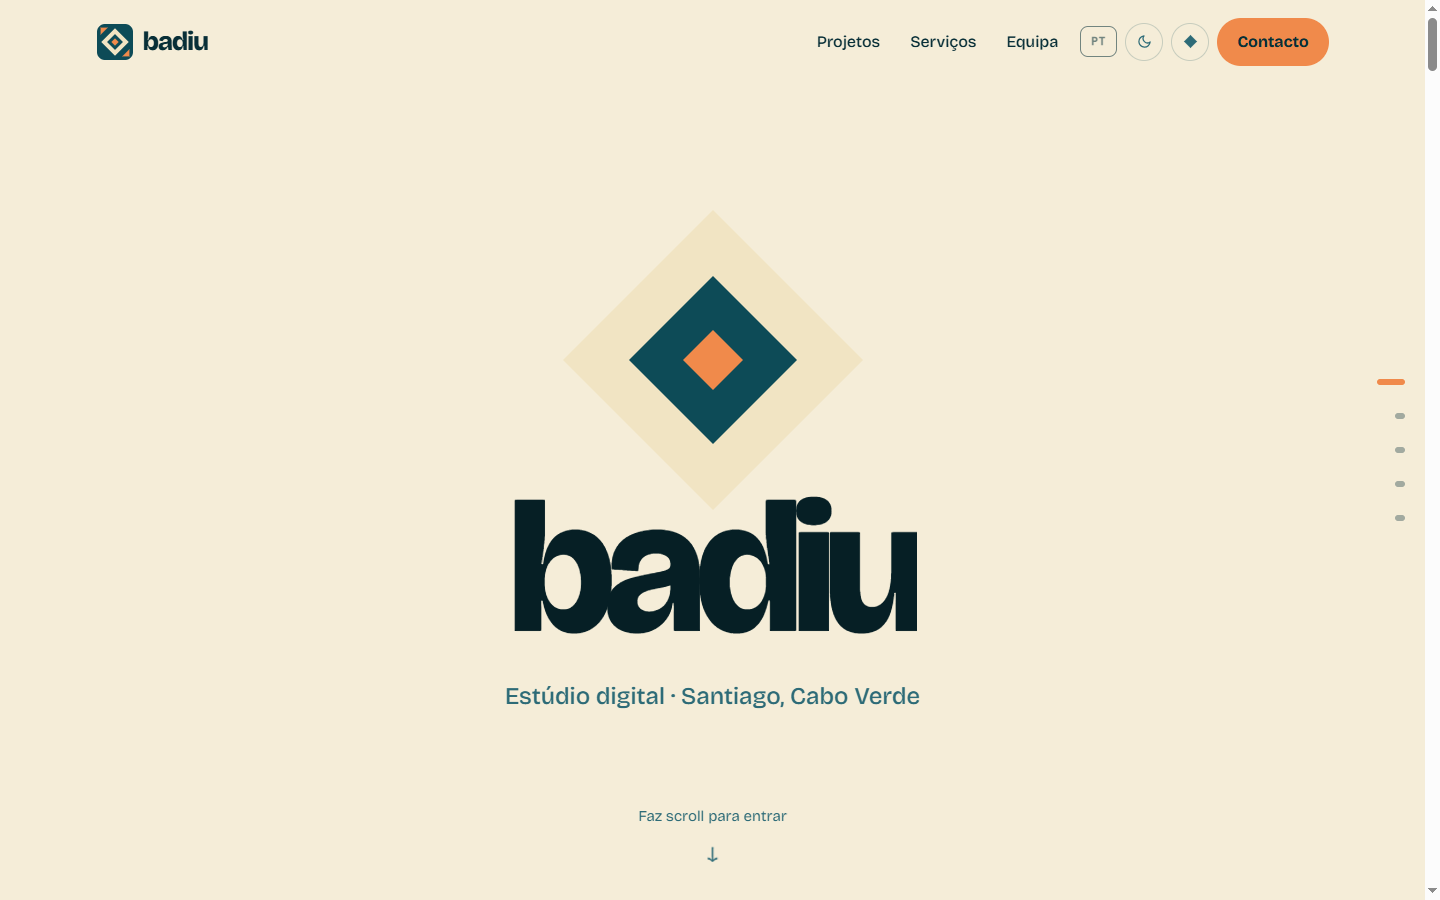 badiu
Projetos
Serviços
Equipa
PT
Contacto
badiu
Estúdio digital · Santiago, Cabo Verde
Faz scroll para entrar
↓